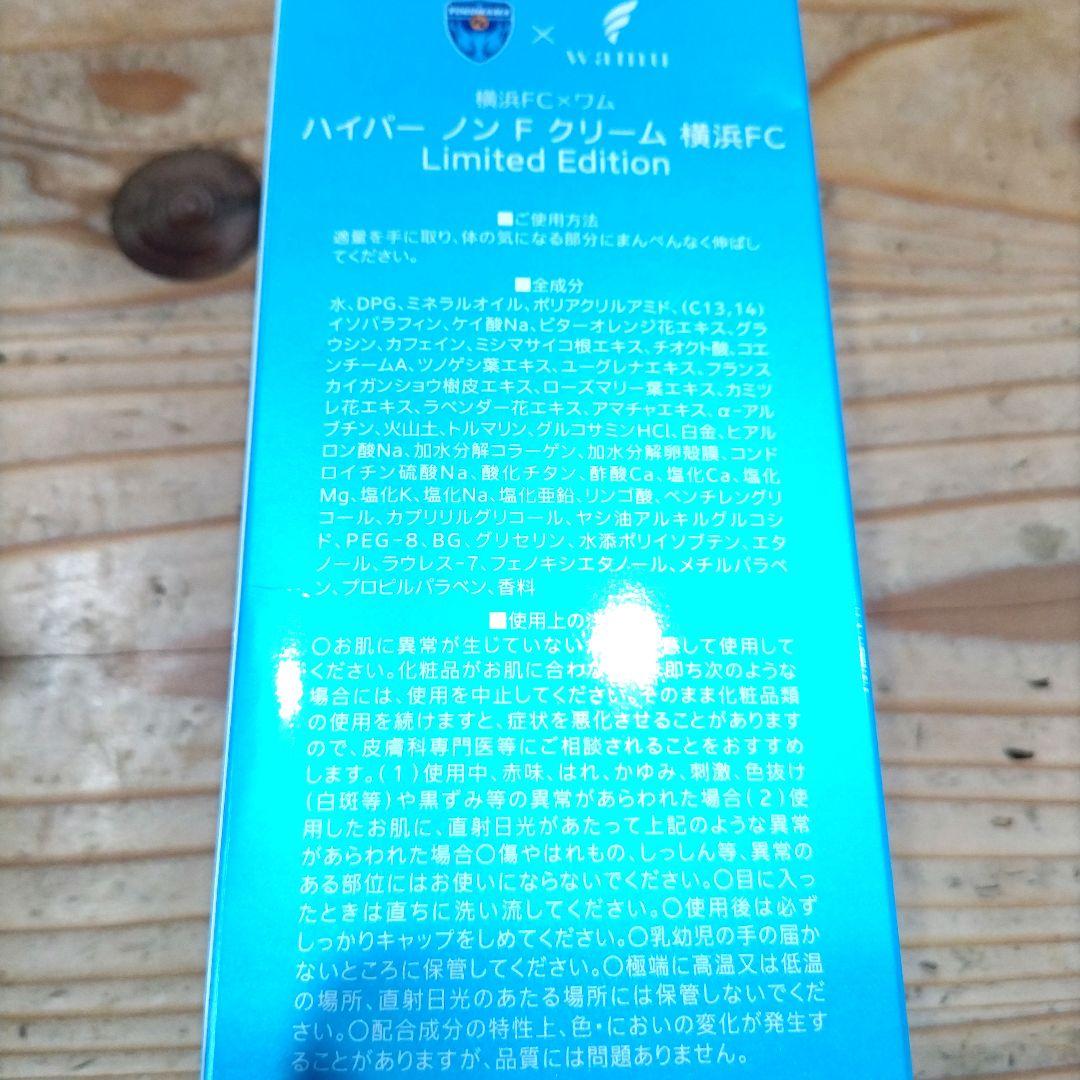 YOKOHAMA
×
wamu
横浜FC×ワム
ハイパー ノン F クリーム 横浜FC
Limited Edition
■ご使用方法
適量を手に取り、体の気になる部分にまんべんなく伸ばし
てください。
■全成分
水、DPG、ミネラルオイル、ポリアクリルアミド、(C13,14)
イソパラフィン、ケイ酸Na、ビターオレンジ花エキス、グラ
ウシン、カフェイン、ミシマサイコ根エキス、チオクト酸、コエ
ンチームA、ツノゲシ葉エキス、ユーグレナエキス、フランス
カイガンショウ樹皮エキス、ローズマリー葉エキス、カミツ
レ花エキス、ラベンダー花エキス、アマチャエキス、α-アル
ブチン、火山土、トルマリン、グルコサミンHCl、白金、ヒアル
ロン酸Na、加水分解コラーゲン、加水分解卵殻膜、コンド
ロイチン硫酸Na、酸化チタン、酢酸Ca、塩化Ca、塩化
Mg、塩化K、塩化Na、塩化亜鉛、リンゴ酸、ペンチレングリ
コール、カプリリルグリコール、ヤシ油アルキルグルコシ
ド、PEG-8、BG、グリセリン、水添ポリイソブテン、エタ
ノール、ラウレス-7、フェノキシエタノール、メチルパラベ
ン、プロピルパラベン、香料
■使用上の
〇お肌に異常が生じていないか して使用して
ください。化粧品がお肌に合わな 即ち次のような
場合には、使用を中止してください。そのまま化粧品類
の使用を続けますと、症状を悪化させることがあります
ので、皮膚科専門医等にご相談されることをおすすめ
します。(1)使用中、赤味、はれ、かゆみ、刺激、色抜け
(白斑等)や黒ずみ等の異常があらわれた場合(2)使
用したお肌に、直射日光があたって上記のような異常
があらわれた場合〇傷やはれもの、しっしん等、異常の
ある部位にはお使いにならないでください。〇目に入っ
たときは直ちに洗い流してください。〇使用後は必ず
しっかりキャップをしめてください。〇乳幼児の手の届か
ないところに保管してください。〇極端に高温又は低温
の場所、直射日光のあたる場所には保管しないでくだ
さい。〇配合成分の特性上、色・においの変化が発生す
ることがありますが、品質には問題ありません。